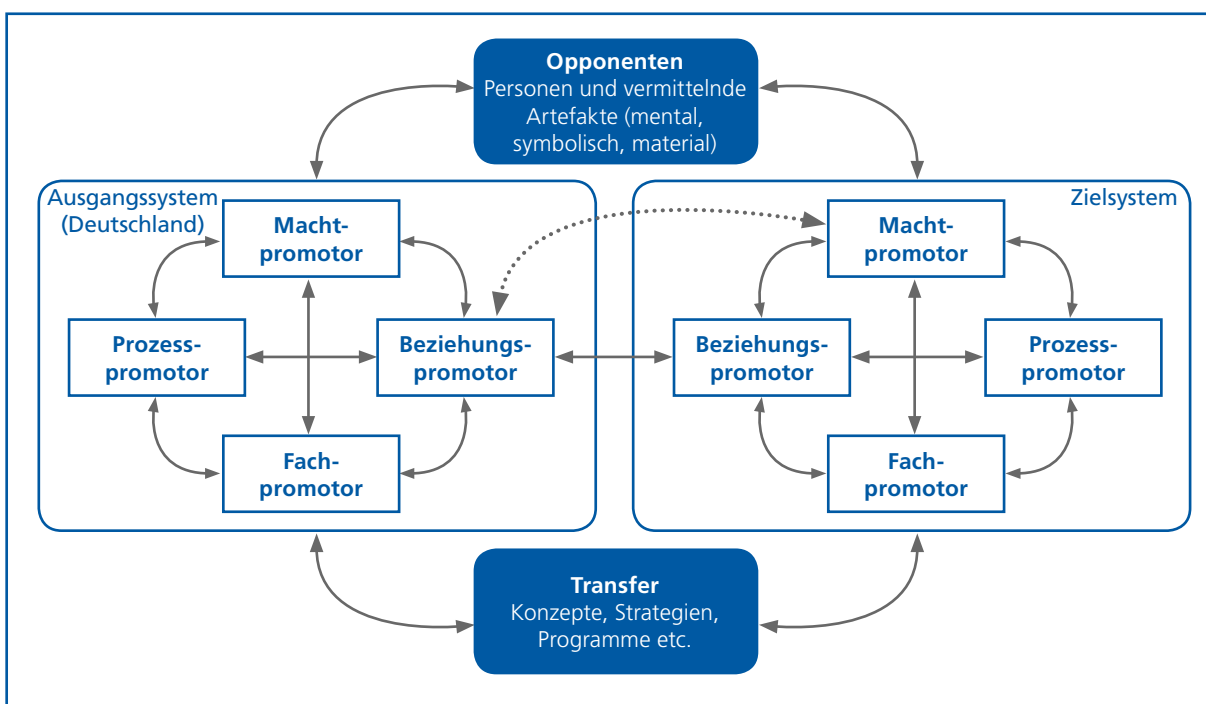 Opponenten
Personen und vermittelnde
Artefakte (mental,
symbolisch, material)
Ausgangssystem
(Deutschland)
Macht-
promotor
Prozess-
promotor
Beziehungs-
promotor
Fach-
promotor
Zielsystem
Macht-
promotor
Beziehungs-
promotor
Prozess-
promotor
Fach-
promotor
Transfer
Konzepte, Strategien,
Programme etc.